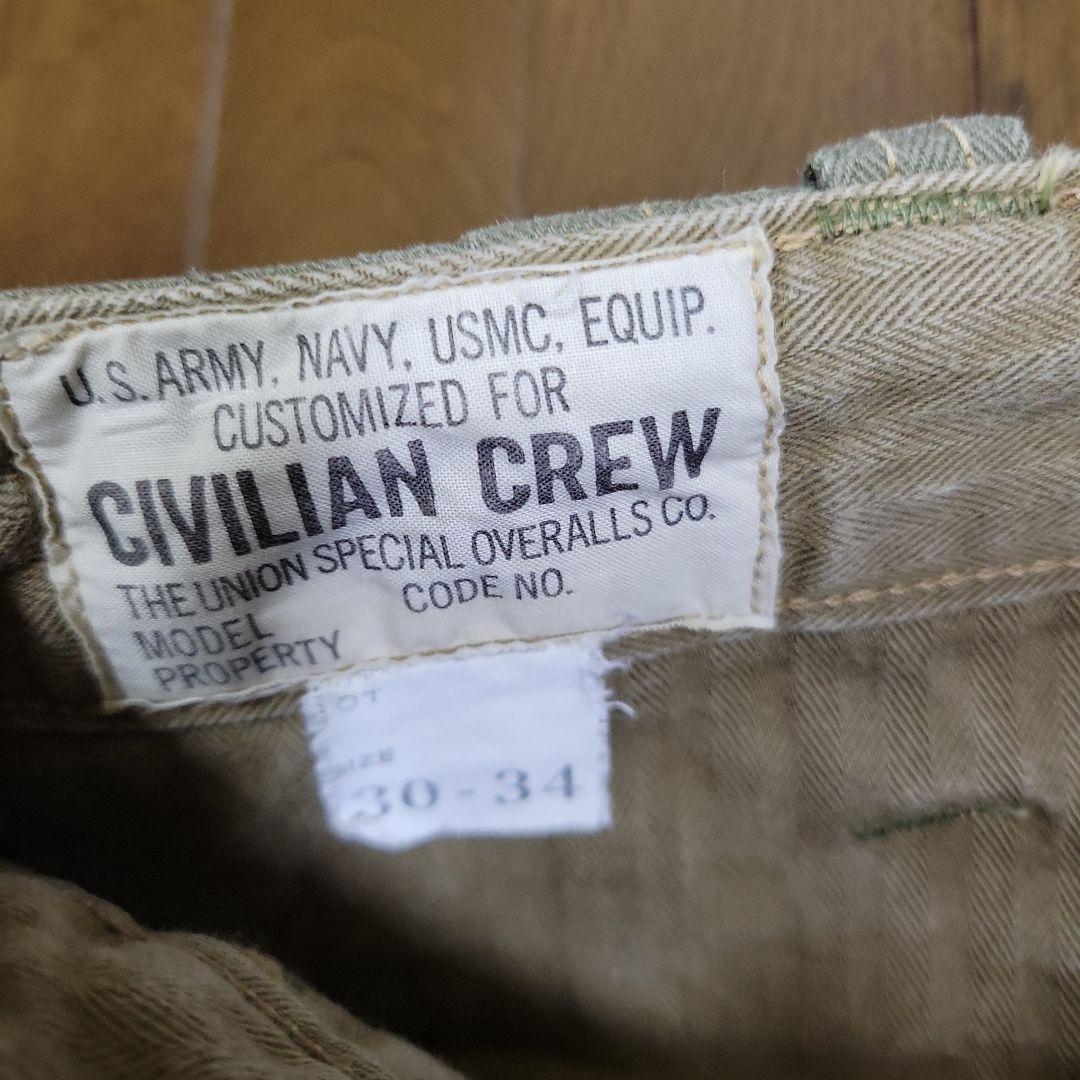 U.S. ARMY, NAVY, USMC, EQUIP.
CUSTOMIZED FOR
CIVILIAN CREW
THE UNION SPECIAL OVERALLS CO.
MODEL CODE NO.
PROPERTY
SIZE
30-34